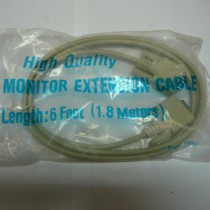 High Quality
MONITOR EXTENSION CABLE
Length: 6 Feet (1.8 Meters)